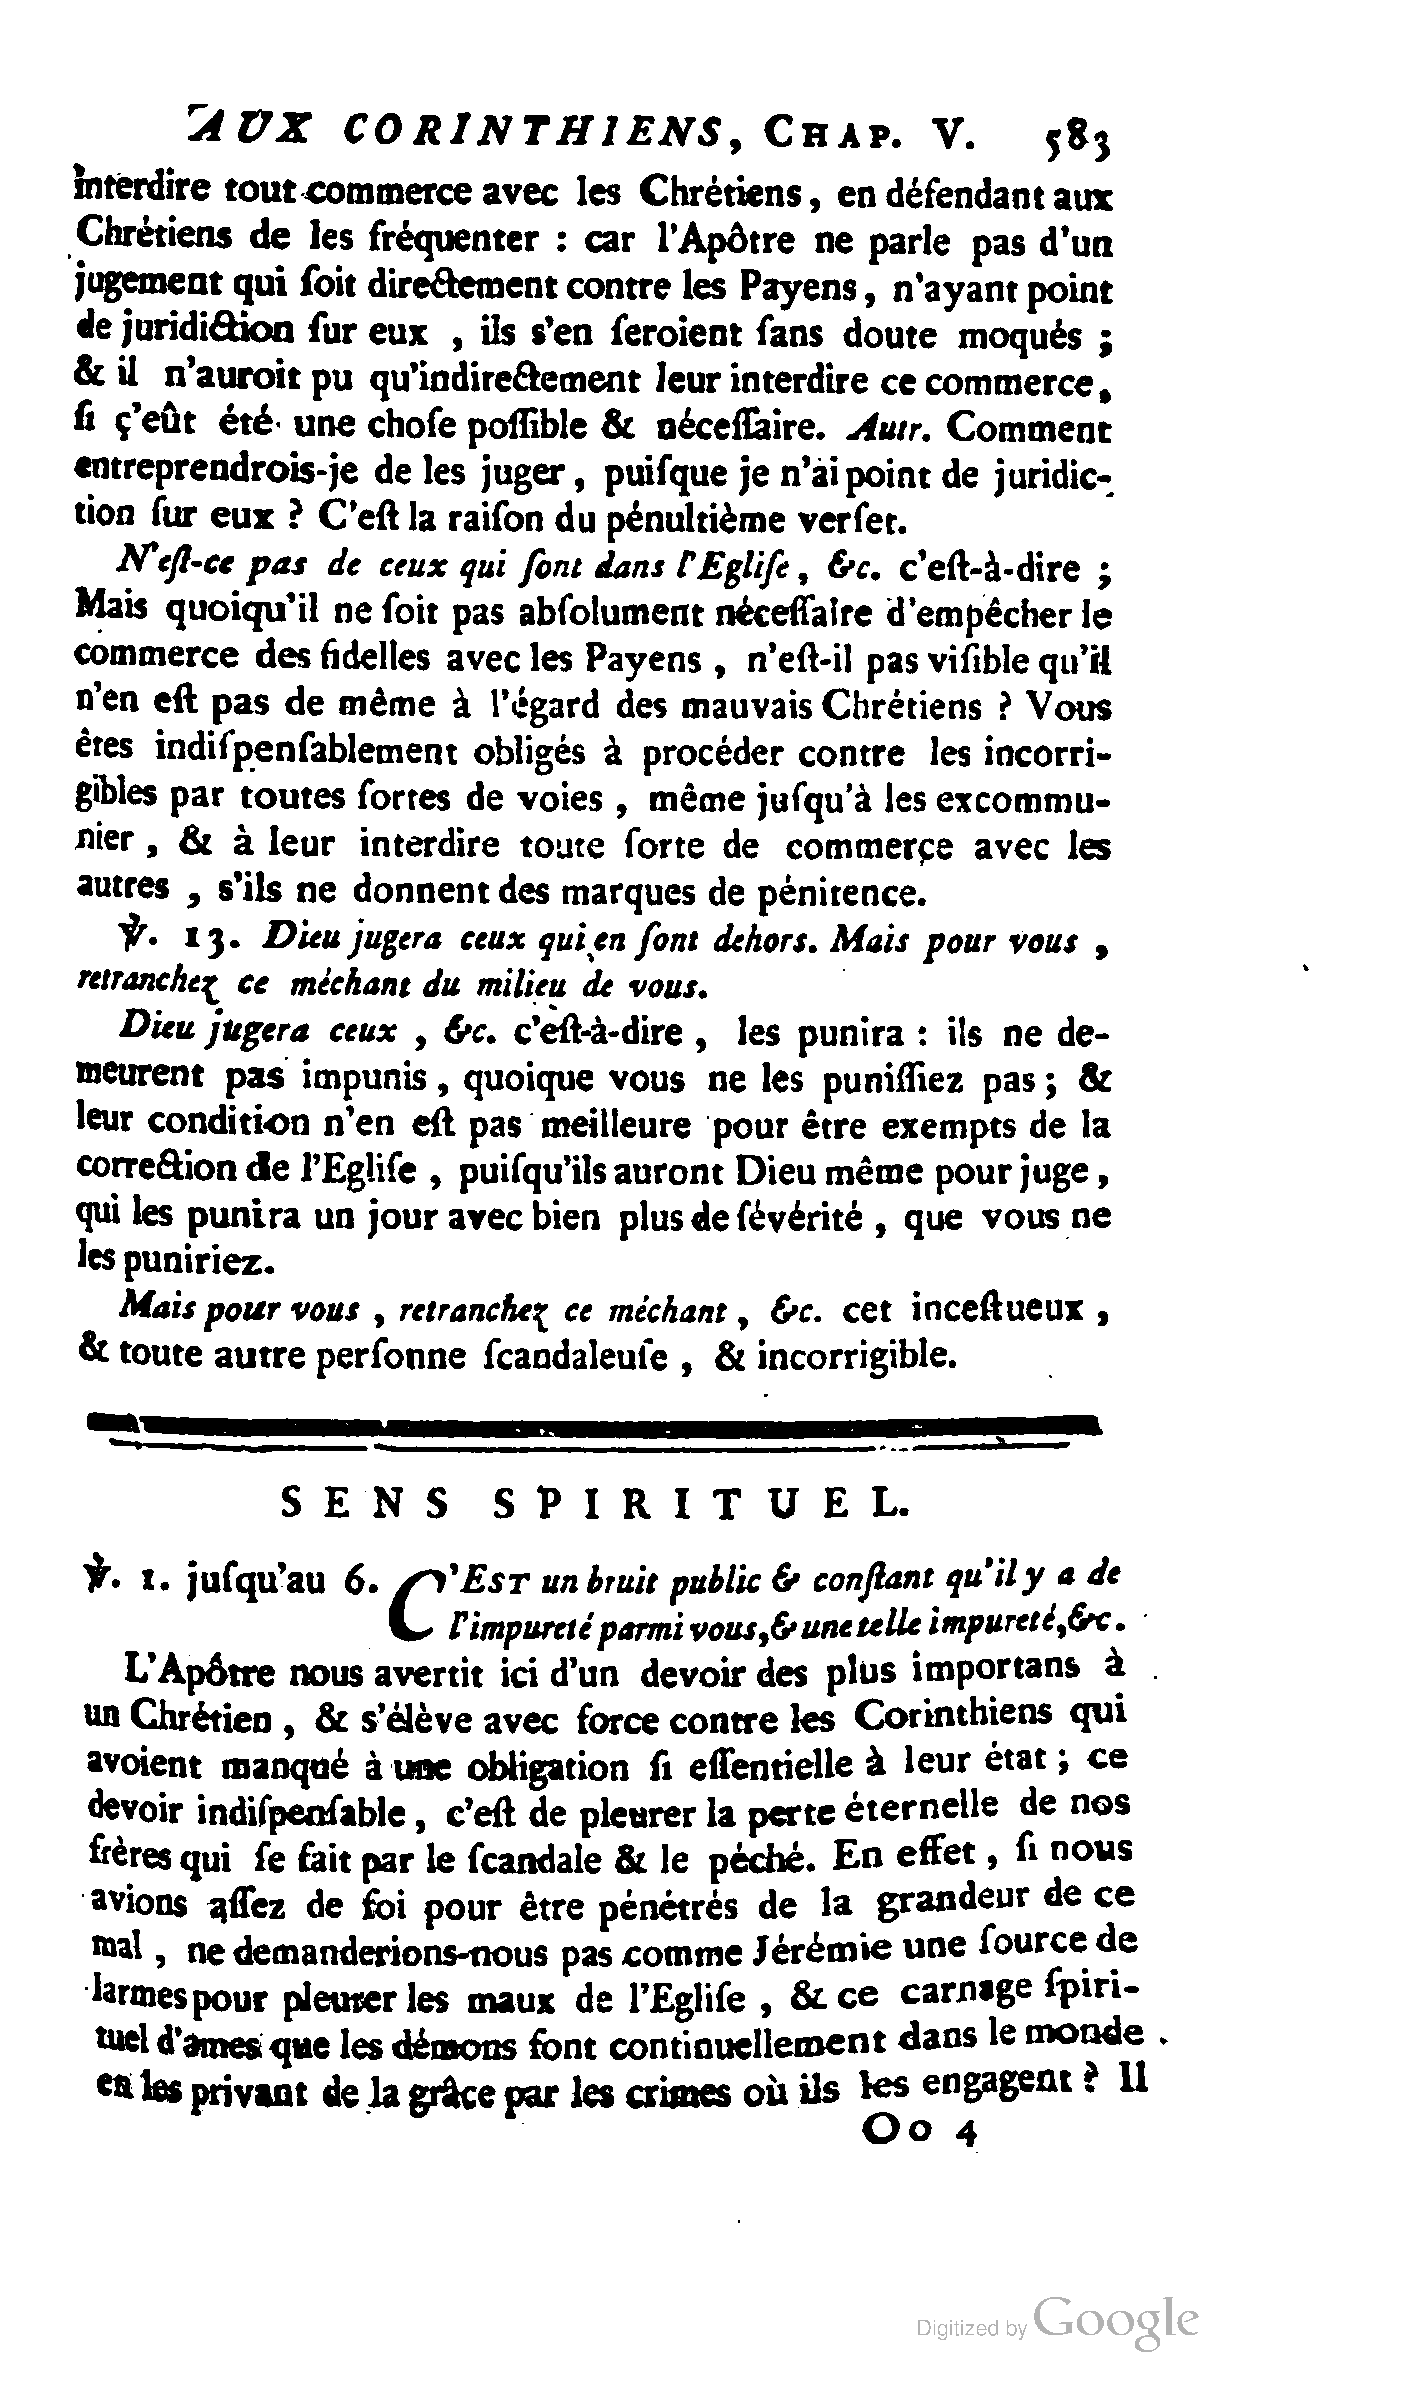 AUX CORINTHIENS, CHAP. V. 583
interdire tout commerce avec les Chrétiens, en défendant aux
Chrétiens de les fréquenter : car l'Apôtre ne parle pas d'un
jugement qui ſoit directement contre les Payens, n'ayant point
de juridiction ſur eux , ils s'en ſeroient ſans doute moqués ;
& il n'auroit pu qu'indirectement leur interdire ce commerce,
ſi ç'eût été une choſe poſſible & néceſſaire. Autr. Comment
entreprendrois-je de les juger, puiſque je n'ai point de juridic-
tion ſur eux ? C'eſt la raiſon du pénultième verſet.
N'eſt-ce pas de ceux qui ſont dans l'Egliſe, &c. c'eſt-à-dire ;
Mais quoiqu'il ne ſoit pas abſolument néceſſaire d'empêcher le
commerce des fidelles avec les Payens , n'eſt-il pas viſible qu'il
n'en eſt pas de même à l'égard des mauvais Chrétiens ? Vous
êtes indiſpenſablement obligés à procéder contre les incorri-
gibles par toutes ſortes de voies , même juſqu'à les excommu-
nier , & à leur interdire toute ſorte de commerçe avec les
autres , s'ils ne donnent des marques de pénitence.
℣. 13. Dieu jugera ceux qui en ſont dehors. Mais pour vous ,
retranchez ce méchant du milieu de vous.
Dieu jugera ceux , &c. c'eſt-à-dire , les punira : ils ne de-
meurent pas impunis, quoique vous ne les puniſſiez pas ; &
leur condition n'en eſt pas meilleure pour être exempts de la
correction de l'Egliſe , puiſqu'ils auront Dieu même pour juge,
qui les punira un jour avec bien plus de ſévérité , que vous ne
les puniriez.
Mais pour vous , retranchez ce méchant , &c. cet inceſtueux ,
& toute autre perſonne ſcandaleuſe , & incorrigible.
SENS SPIRITUEL.
℣. 1. juſqu'au 6. C'EST un bruit public & conſtant qu'il y a de
l'impureté parmi vous, & une telle impureté, &c.
L'Apôtre nous avertit ici d'un devoir des plus importans à
un Chrétien , & s'élève avec force contre les Corinthiens qui
avoient manqué à une obligation ſi eſſentielle à leur état ; ce
devoir indiſpenſable, c'eſt de pleurer la perte éternelle de nos
frères qui ſe fait par le ſcandale & le péché. En effet, ſi nous
avions aſſez de foi pour être pénétrés de la grandeur de ce
mal , ne demanderions-nous pas comme Jérémie une ſource de
larmes pour pleurer les maux de l'Egliſe , & ce carnage ſpiri-
tuel d'ames que les démons font continuellement dans le monde
en les privant de la grâce par les crimes où ils les engagent ? Il
Oo 4
Digitized by Google